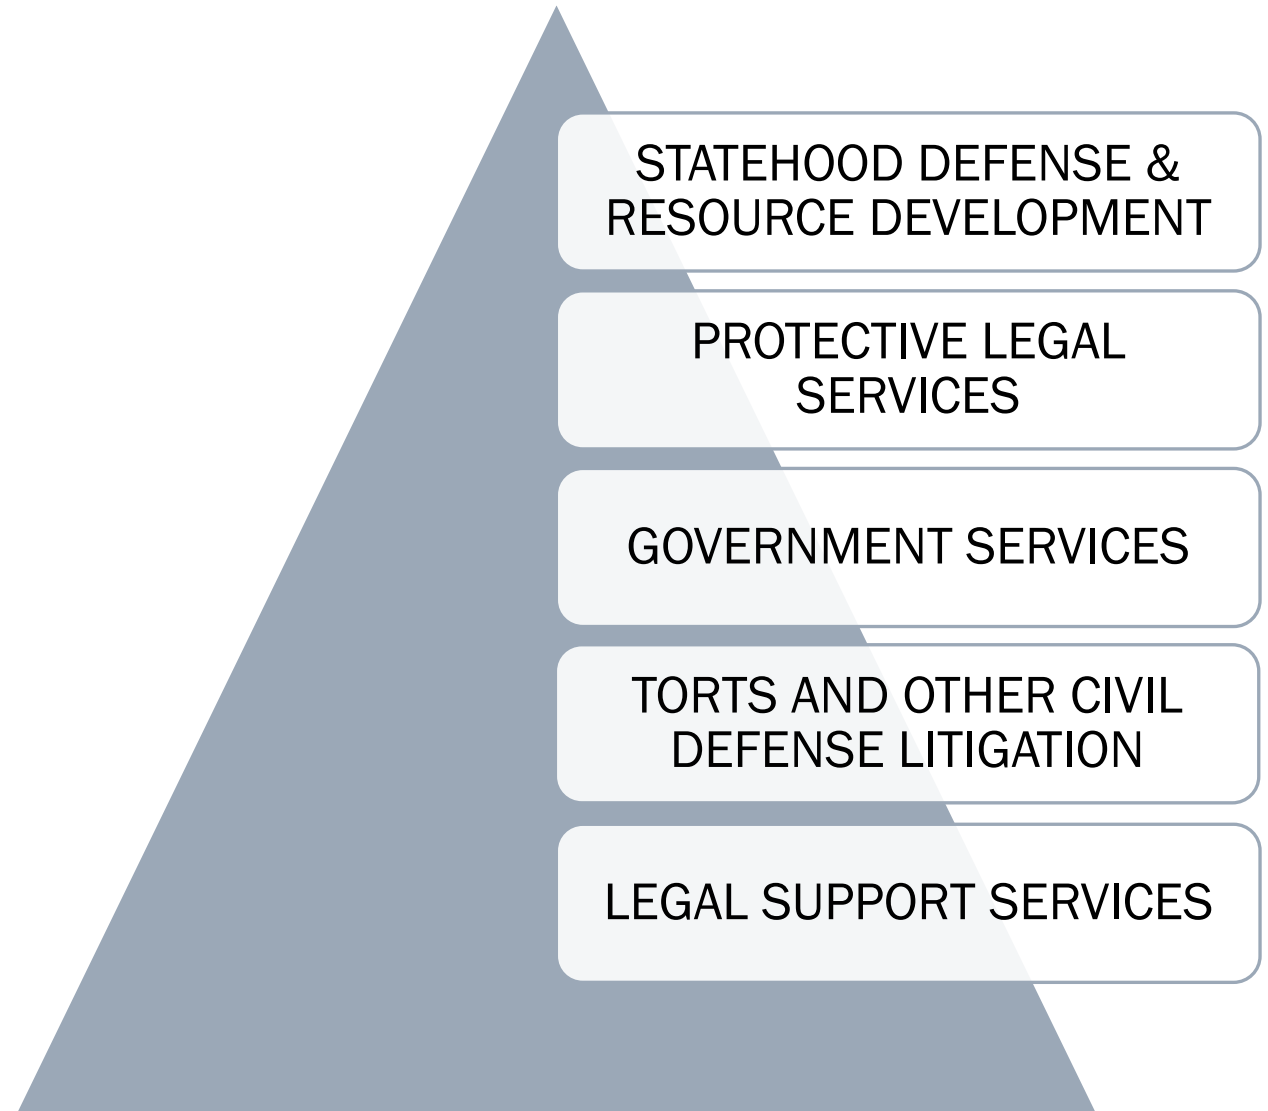 STATEHOOD DEFENSE &
RESOURCE DEVELOPMENT
PROTECTIVE LEGAL
SERVICES
GOVERNMENT SERVICES
TORTS AND OTHER CIVIL
DEFENSE LITIGATION
LEGAL SUPPORT SERVICES